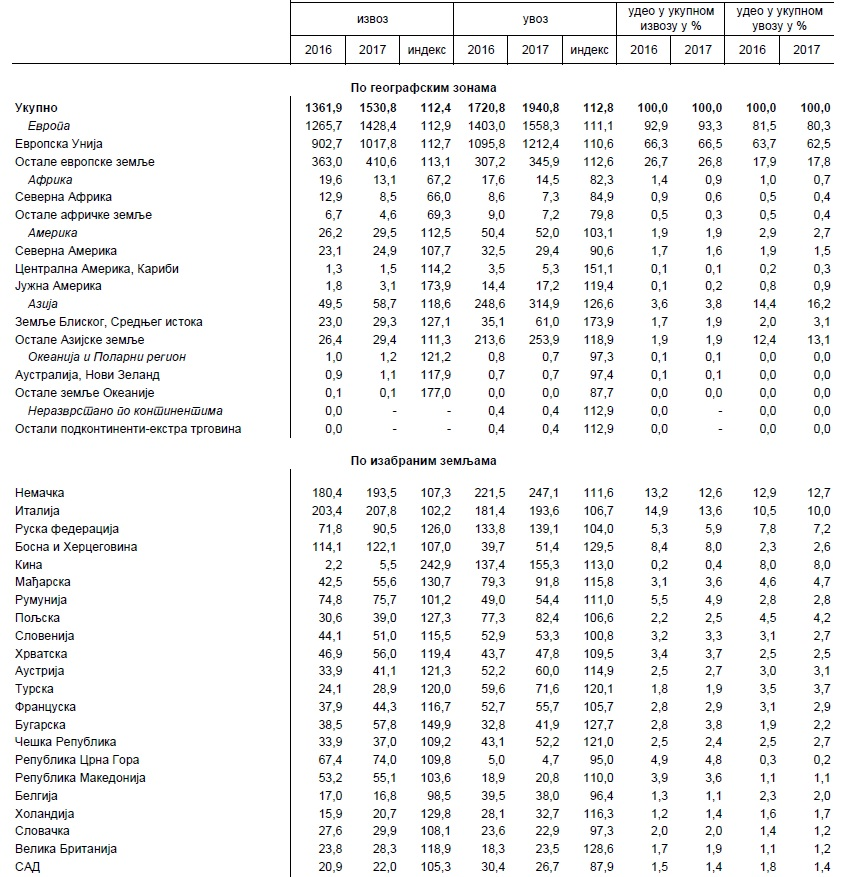 извоз увоз удео у укупном извозу у % удео у укупном увозу у %
2016 2017 индекс 2016 2017 индекс 2016 2017 2016 2017
По географским зонама
Укупно 1361,9 1530,8 112,4 1720,8 1940,8 112,8 100,0 100,0 100,0 100,0
Европа 1265,7 1428,4 112,9 1403,0 1558,3 111,1 92,9 93,3 81,5 80,3
Европска Унија 902,7 1017,8 112,7 1095,8 1212,4 110,6 66,3 66,5 63,7 62,5
Остале европске земље 363,0 410,6 113,1 307,2 345,9 112,6 26,7 26,8 17,9 17,8
Африка 19,6 13,1 67,2 17,6 14,5 82,3 1,4 0,9 1,0 0,7
Северна Африка 12,9 8,5 66,0 8,6 7,3 84,9 0,9 0,6 0,5 0,4
Остале афричке земље 6,7 4,6 69,3 9,0 7,2 79,8 0,5 0,3 0,5 0,4
Америка 26,2 29,5 112,5 50,4 52,0 103,1 1,9 1,9 2,9 2,7
Северна Америка 23,1 24,9 107,7 32,5 29,4 90,6 1,7 1,6 1,9 1,5
Централна Америка, Кариби 1,3 1,5 114,2 3,5 5,3 151,1 0,1 0,1 0,2 0,3
Јужна Америка 1,8 3,1 173,9 14,4 17,2 119,4 0,1 0,2 0,8 0,9
Азија 49,5 58,7 118,6 248,6 314,9 126,6 3,6 3,8 14,4 16,2
Земље Блиског, Средњег истока 23,0 29,3 127,1 35,1 61,0 173,9 1,7 1,9 2,0 3,1
Остале Азијске земље 26,4 29,4 111,3 213,6 253,9 118,9 1,9 1,9 12,4 13,1
Океанија и Поларни регион 1,0 1,2 121,2 0,8 0,7 97,3 0,1 0,1 0,0 0,0
Аустралија, Нови Зеланд 0,9 1,1 117,9 0,7 0,7 97,4 0,1 0,1 0,0 0,0
Остале земље Океаније 0,1 0,1 177,0 0,0 0,0 87,7 0,0 0,0 0,0 0,0
Неразврстано по континентима 0,0 - - 0,4 0,4 112,9 0,0 - 0,0 0,0
Остали подконтиненти-екстра трговина 0,0 - - 0,4 0,4 112,9 0,0 - 0,0 0,0
По изабраним земљама
Немачка 180,4 193,5 107,3 221,5 247,1 111,6 13,2 12,6 12,9 12,7
Италија 203,4 207,8 102,2 181,4 193,6 106,7 14,9 13,6 10,5 10,0
Руска федерација 71,8 90,5 126,0 133,8 139,1 104,0 5,3 5,9 7,8 7,2
Босна и Херцеговина 114,1 122,1 107,0 39,7 51,4 129,5 8,4 8,0 2,3 2,6
Кина 2,2 5,5 242,9 137,4 155,3 113,0 0,2 0,4 8,0 8,0
Мађарска 42,5 55,6 130,7 79,3 91,8 115,8 3,1 3,6 4,6 4,7
Румунија 74,8 75,7 101,2 49,0 54,4 111,0 5,5 4,9 2,8 2,8
Пољска 30,6 39,0 127,3 77,3 82,4 106,6 2,2 2,5 4,5 4,2
Словенија 44,1 51,0 115,5 52,9 53,3 100,8 3,2 3,3 3,1 2,7
Хрватска 46,9 56,0 119,4 43,7 47,8 109,5 3,4 3,7 2,5 2,5
Аустрија 33,9 41,1 121,3 52,2 60,0 114,9 2,5 2,7 3,0 3,1
Турска 24,1 28,9 120,0 59,6 71,6 120,1 1,8 1,9 3,5 3,7
Француска 37,9 44,3 116,7 52,7 55,7 105,7 2,8 2,9 3,1 2,9
Бугарска 38,5 57,8 149,9 32,8 41,9 127,7 2,8 3,8 1,9 2,2
Чешка Република 33,9 37,0 109,2 43,1 52,2 121,0 2,5 2,4 2,5 2,7
Република Црна Гора 67,4 74,0 109,8 5,0 4,7 95,0 4,9 4,8 0,3 0,2
Република Македонија 53,2 55,1 103,6 18,9 20,8 110,0 3,9 3,6 1,1 1,1
Белгија 17,0 16,8 98,5 39,5 38,0 96,4 1,3 1,1 2,3 2,0
Холандија 15,9 20,7 129,8 28,1 32,7 116,3 1,2 1,4 1,6 1,7
Словачка 27,6 29,9 108,1 23,6 22,9 97,3 2,0 2,0 1,4 1,2
Велика Британија 23,8 28,3 118,9 18,3 23,5 128,6 1,7 1,9 1,1 1,2
САД 20,9 22,0 105,3 30,4 26,7 87,9 1,5 1,4 1,8 1,4